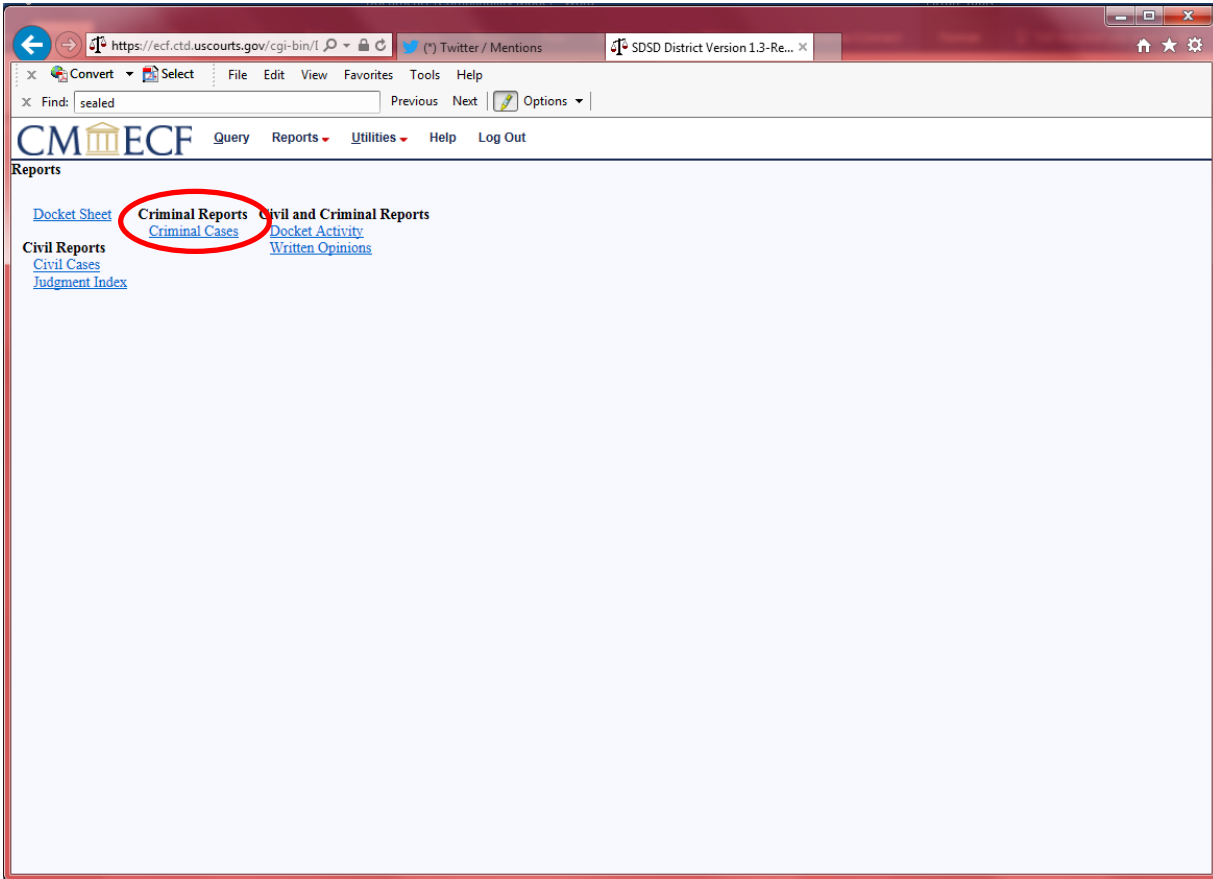 https://ecf.ctd.uscourts.gov/cgi-bin/
(*) Twitter / Mentions
SDSD District Version 1.3-Re...
x Convert Select File Edit View Favorites Tools Help
x Find: sealed Previous Next Options
CM ECF Query Reports Utilities Help Log Out
Reports
Docket Sheet Criminal Reports Civil and Criminal Reports
Criminal Cases Docket Activity
Civil Reports Written Opinions
Civil Cases
Judgment Index